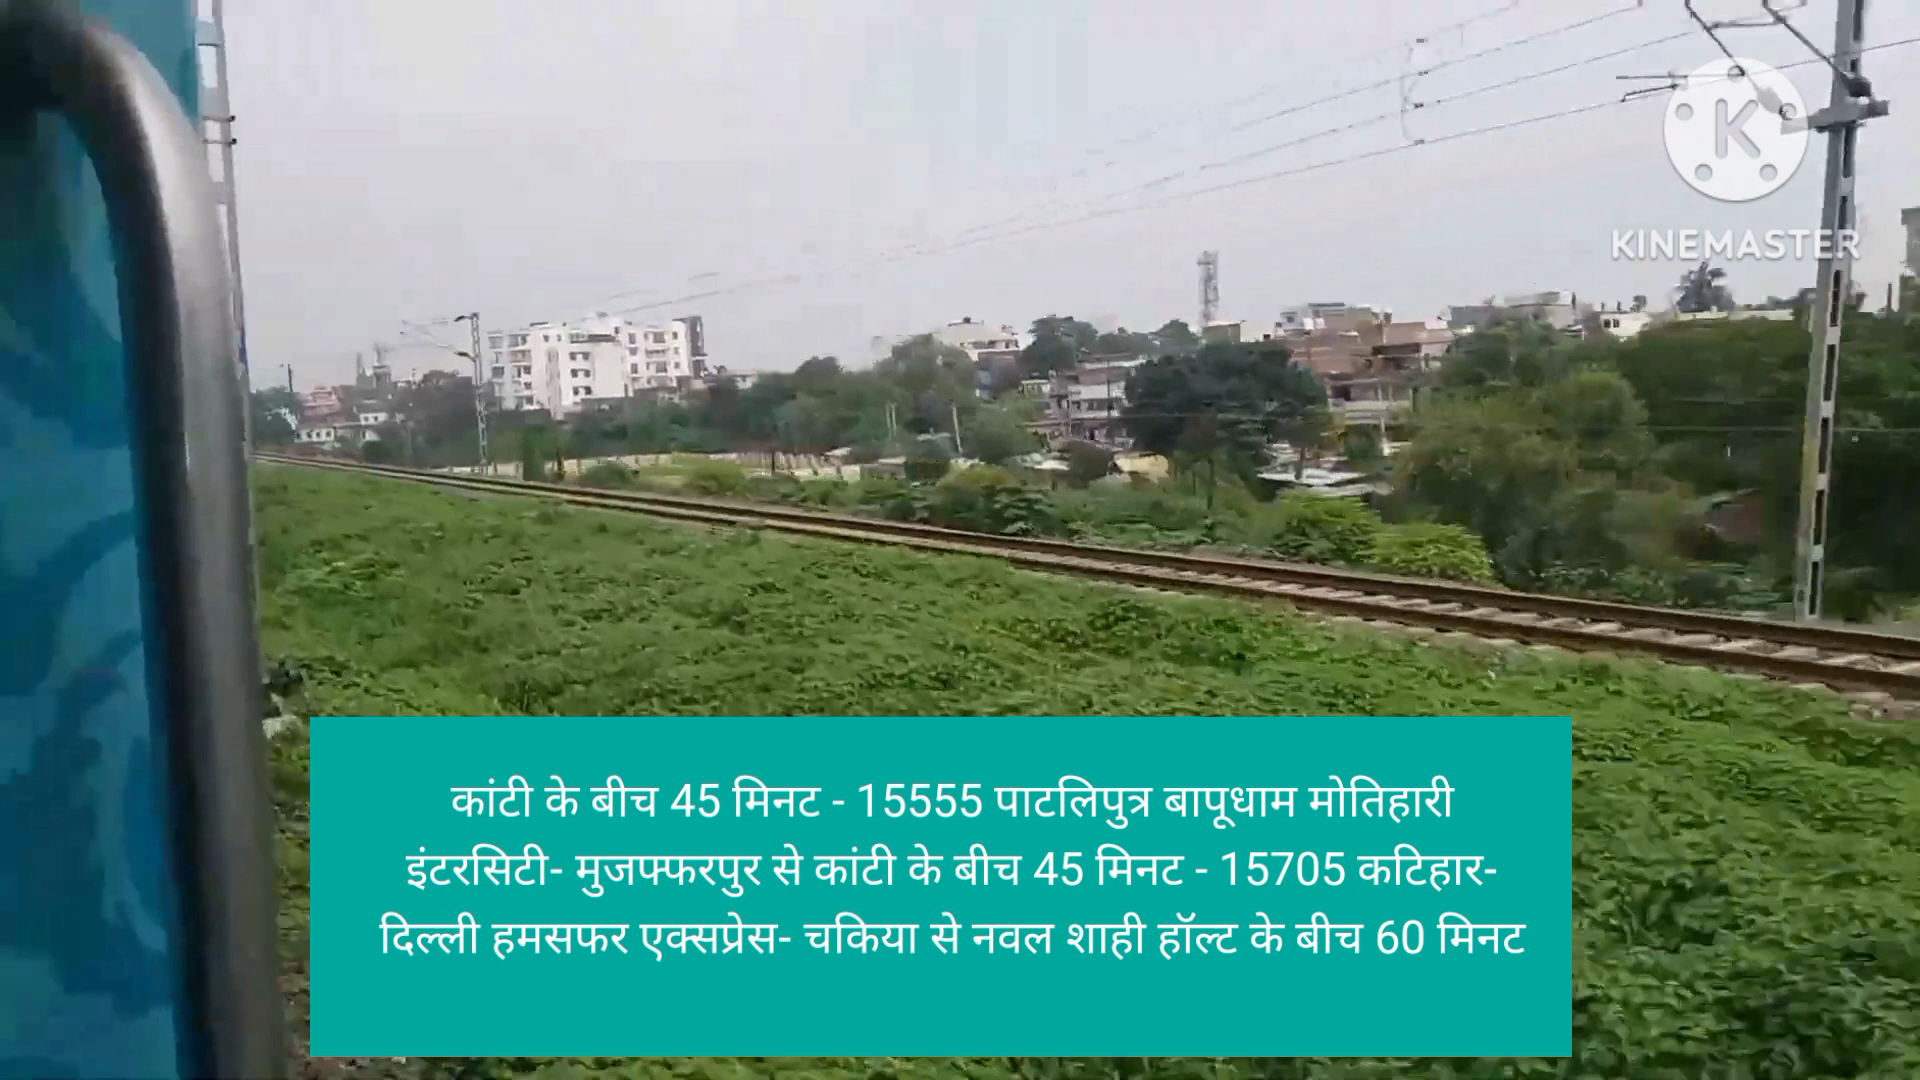 K
KINEMASTER
कांटी के बीच 45 मिनट - 15555 पाटलिपुत्र बापूधाम मोतिहारी
इंटरसिटी- मुजफ्फरपुर से कांटी के बीच 45 मिनट - 15705 कटिहार-
दिल्ली हमसफर एक्सप्रेस- चकिया से नवल शाही हॉल्ट के बीच 60 मिनट